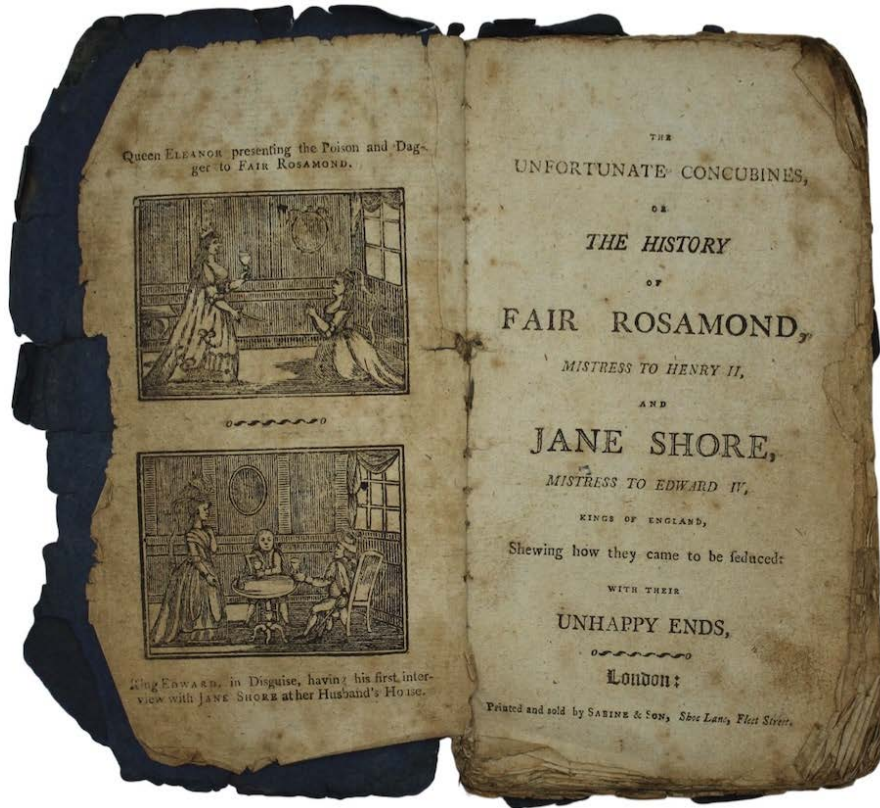 Queen ELEANOR presenting the Poison and Dag-
ger to FAIR ROSAMOND.
King EDWARD, in Disguise, having his first inter-
view with JANE SHORE at her Husband's House.
THE
UNFORTUNATE CONCUBINES,
OR
THE HISTORY
OF
FAIR ROSAMOND,
MISTRESS TO HENRY II,
AND
JANE SHORE,
MISTRESS TO EDWARD IV,
KINGS OF ENGLAND,
Shewing how they came to be ſeduced:
WITH THEIR
UNHAPPY ENDS,
London:
Printed and sold by SABINE & SON, Shoe Lane, Fleet Street.